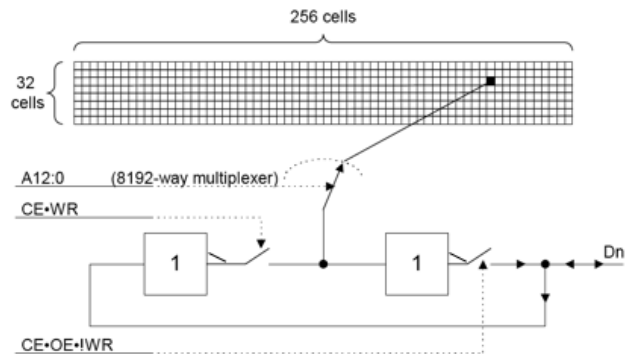 256 cells
32
cells
A12:0 (8192-way multiplexer)
CE•WR
1 1
Dn
CE•OE•!WR